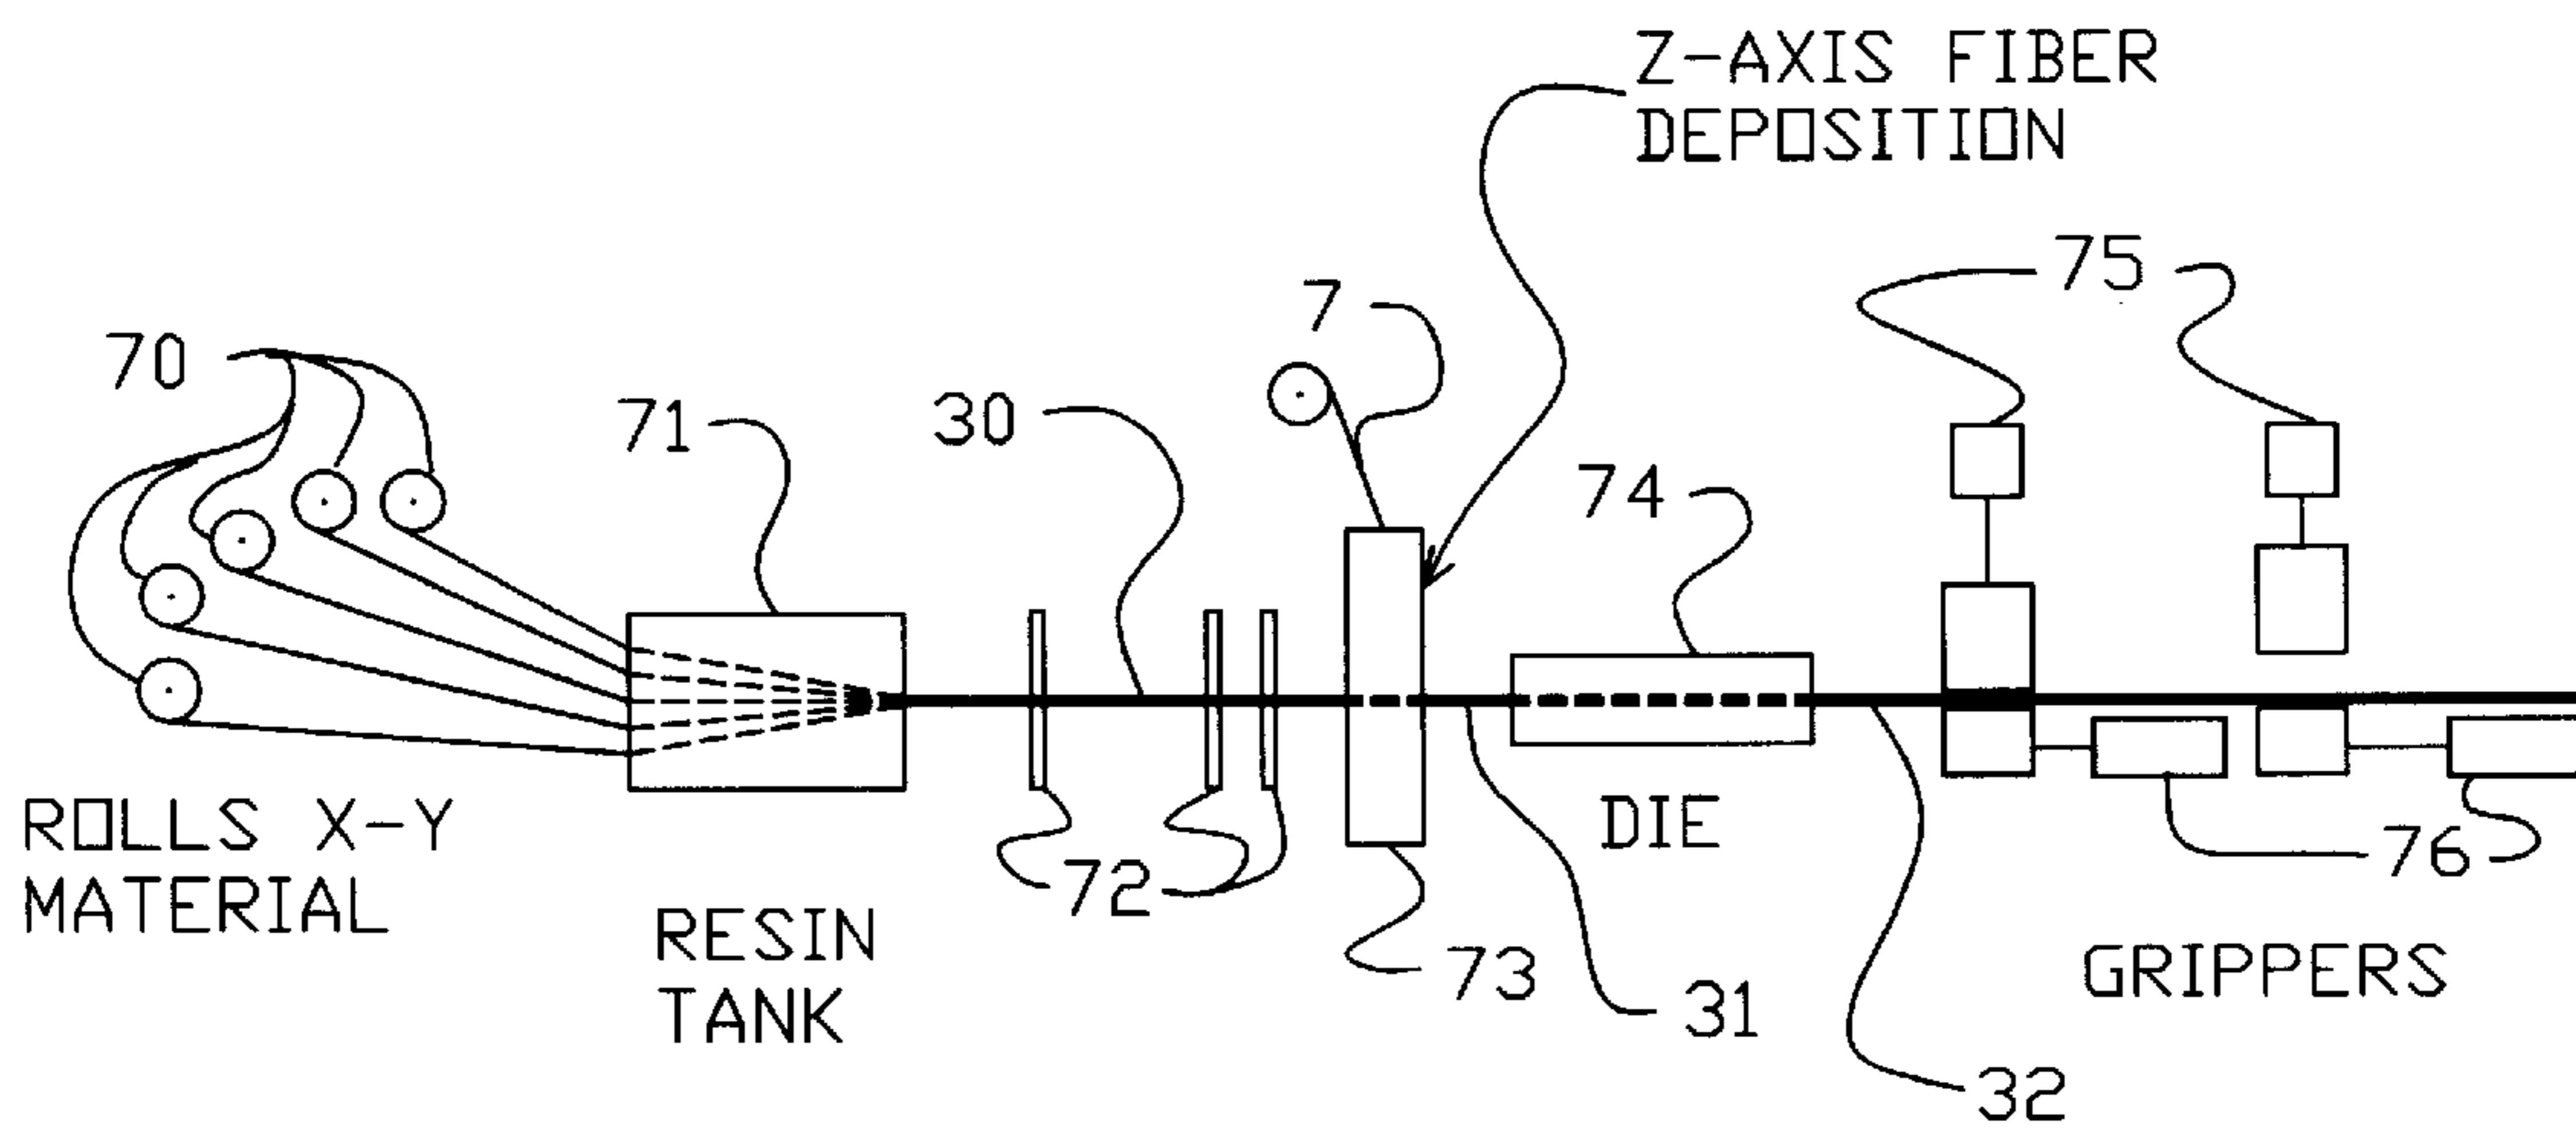 Z-AXIS FIBER
DEPOSITION
75
7
70
71
30
74
72
DIE
76
ROLLS X-Y
MATERIAL
RESIN
TANK
73
31
GRIPPERS
32